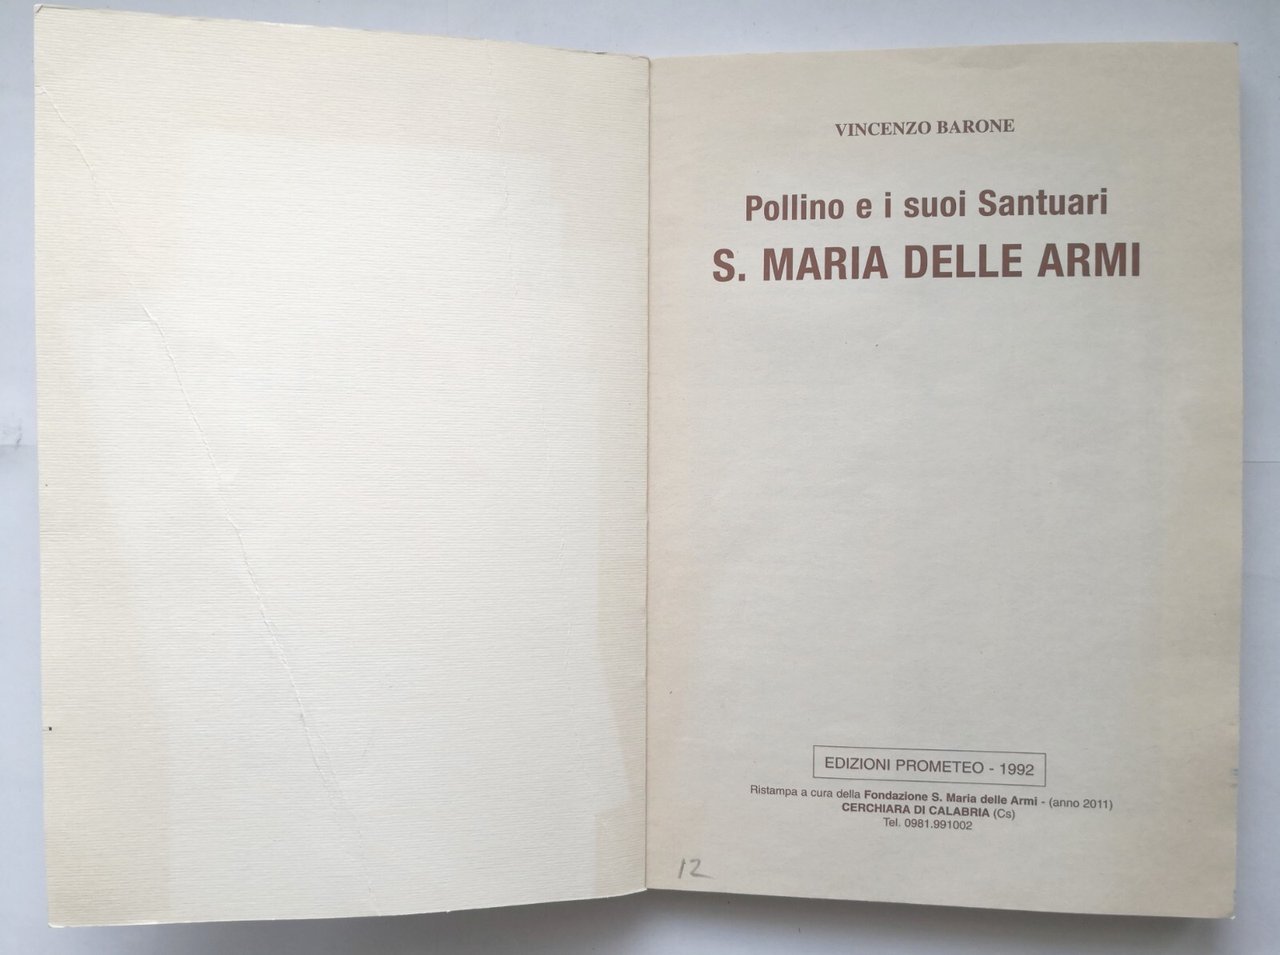 VINCENZO BARONE
Pollino e i suoi Santuari
S. MARIA DELLE ARMI
EDIZIONI PROMETEO - 1992
Ristampa a cura della Fondazione S. Maria delle Armi - (anno 2011)
CERCHIARA DI CALABRIA (Cs)
Tel. 0981.991002
12